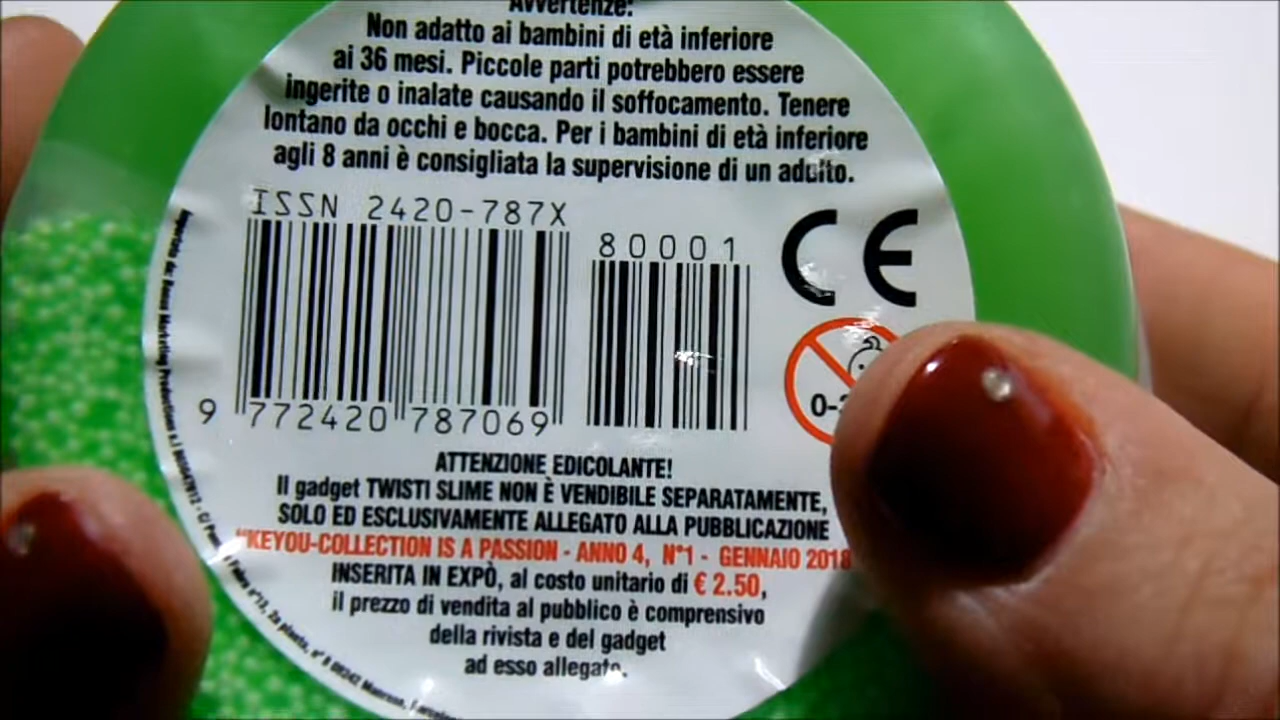 Avvertenze:
Non adatto ai bambini di età inferiore
ai 36 mesi. Piccole parti potrebbero essere
ingerite o inalate causando il soffocamento. Tenere
lontano da occhi e bocca. Per i bambini di età inferiore
agli 8 anni è consigliata la supervisione di un adulto.
ISSN 2420-787X
80001
CE
0-
9 772420 787069
ATTENZIONE EDICOLANTE!
Il gadget TWISTI SLIME NON È VENDIBILE SEPARATAMENTE,
SOLO ED ESCLUSIVAMENTE ALLEGATO ALLA PUBBLICAZIONE
"KEYOU-COLLECTION IS A PASSION - ANNO 4, N°1 - GENNAIO 2018
INSERITA IN EXPÒ, al costo unitario di € 2.50,
il prezzo di vendita al pubblico è comprensivo
della rivista e del gadget
ad esso allegato.
Importato da: Marketing Productions s.l